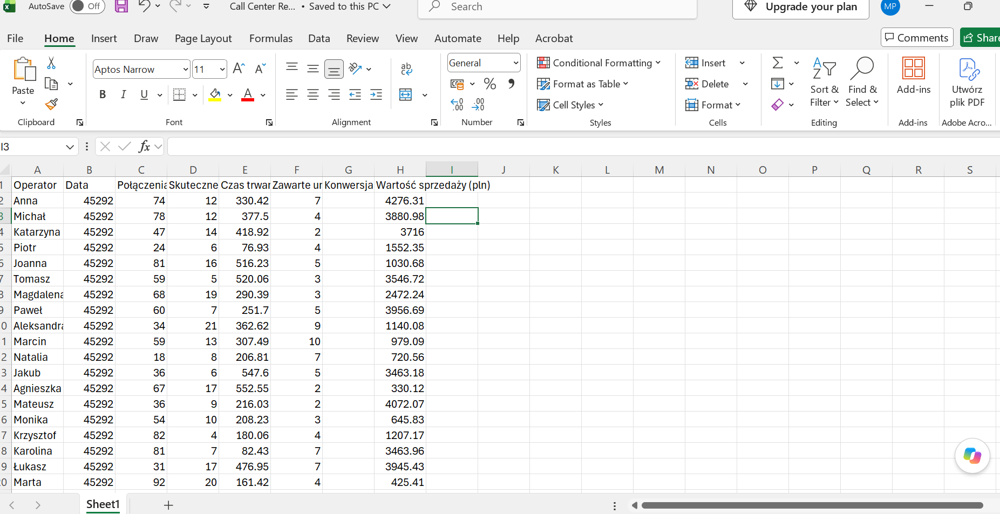 AutoSave Off Call Center Re... • Saved to this PC Search Upgrade your plan MP
File Home Insert Draw Page Layout Formulas Data Review View Automate Help Acrobat Comments Share
Paste
Aptos Narrow 11
B I U
General
Conditional Formatting
Format as Table
Cell Styles
Insert
Delete
Format
Sort & Filter
Find & Select
Add-ins
Utwórz plik PDF
Clipboard Font Alignment Number Styles Cells Editing Add-ins Adobe Acro...
I3 fx
A B C D E F G H I J K L M N O P Q R S
1 Operator Data Połączenia Skuteczne Czas trwar Zawarte ur Konwersja Wartość sprzedaży (pln)
2 Anna 45292 74 12 330.42 7 4276.31
3 Michał 45292 78 12 377.5 4 3880.98
4 Katarzyna 45292 47 14 418.92 2 3716
5 Piotr 45292 24 6 76.93 4 1552.35
6 Joanna 45292 81 16 516.23 5 1030.68
7 Tomasz 45292 59 5 520.06 3 3546.72
8 Magdalena 45292 68 19 290.39 3 2472.24
9 Paweł 45292 60 7 251.7 5 3956.69
0 Aleksandra 45292 34 21 362.62 9 1140.08
1 Marcin 45292 59 13 307.49 10 979.09
2 Natalia 45292 18 8 206.81 7 720.56
3 Jakub 45292 36 6 547.6 5 3463.18
4 Agnieszka 45292 67 17 552.55 2 330.12
5 Mateusz 45292 36 9 216.03 2 4072.07
6 Monika 45292 54 10 208.23 3 645.83
7 Krzysztof 45292 82 4 180.06 4 1207.17
8 Karolina 45292 81 7 82.43 7 3463.96
9 Łukasz 45292 31 17 476.95 7 3945.43
20 Marta 45292 92 20 161.42 4 425.41
Sheet1